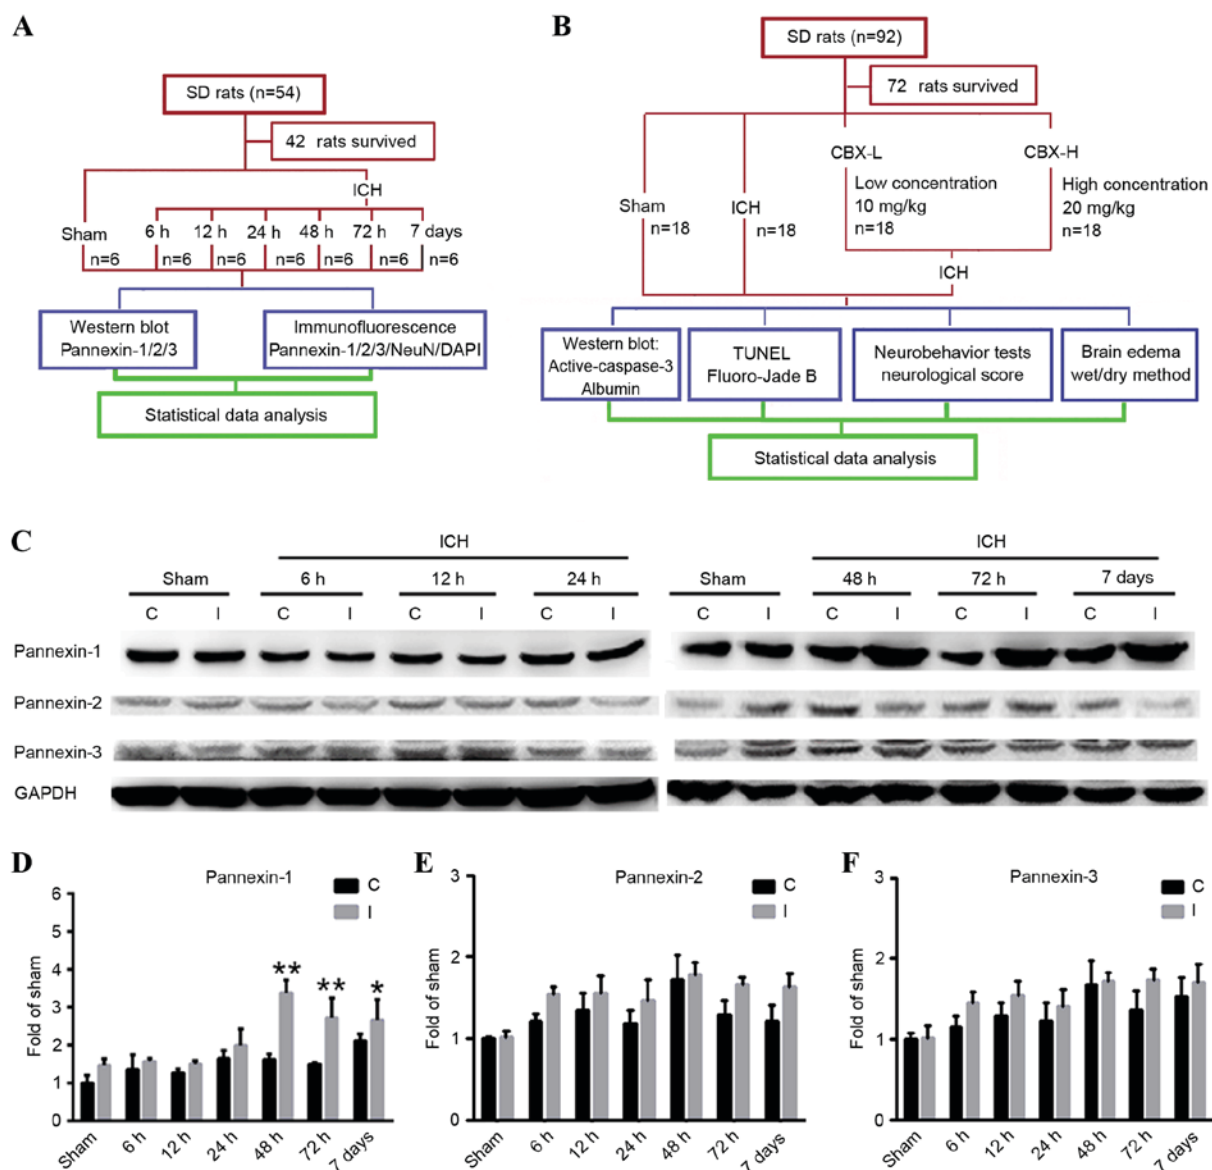 A
SD rats (n=54)
42 rats survived
ICH
Sham
6 h 12 h 24 h 48 h 72 h 7 days
n=6 n=6 n=6 n=6 n=6 n=6 n=6
Western blot
Pannexin-1/2/3
Immunofluorescence
Pannexin-1/2/3/NeuN/DAPI
Statistical data analysis
B
SD rats (n=92)
72 rats survived
Sham
n=18
ICH
n=18
CBX-L
Low concentration
10 mg/kg
n=18
CBX-H
High concentration
20 mg/kg
n=18
ICH
Western blot:
Active-caspase-3
Albumin
TUNEL
Fluoro-Jade B
Neurobehavior tests
neurological score
Brain edema
wet/dry method
Statistical data analysis
C
ICH
Sham 6 h 12 h 24 h
C I C I C I C I
ICH
Sham 48 h 72 h 7 days
C I C I C I C I
Pannexin-1
Pannexin-2
Pannexin-3
GAPDH
D
Pannexin-1
C
I
Fold of sham
6
5
4
3
2
1
0
** ** *
Sham 6 h 12 h 24 h 48 h 72 h 7 days
E
Pannexin-2
C
I
Fold of sham
3
2
1
0
Sham 6 h 12 h 24 h 48 h 72 h 7 days
F
Pannexin-3
C
I
Fold of sham
3
2
1
0
Sham 6 h 12 h 24 h 48 h 72 h 7 days